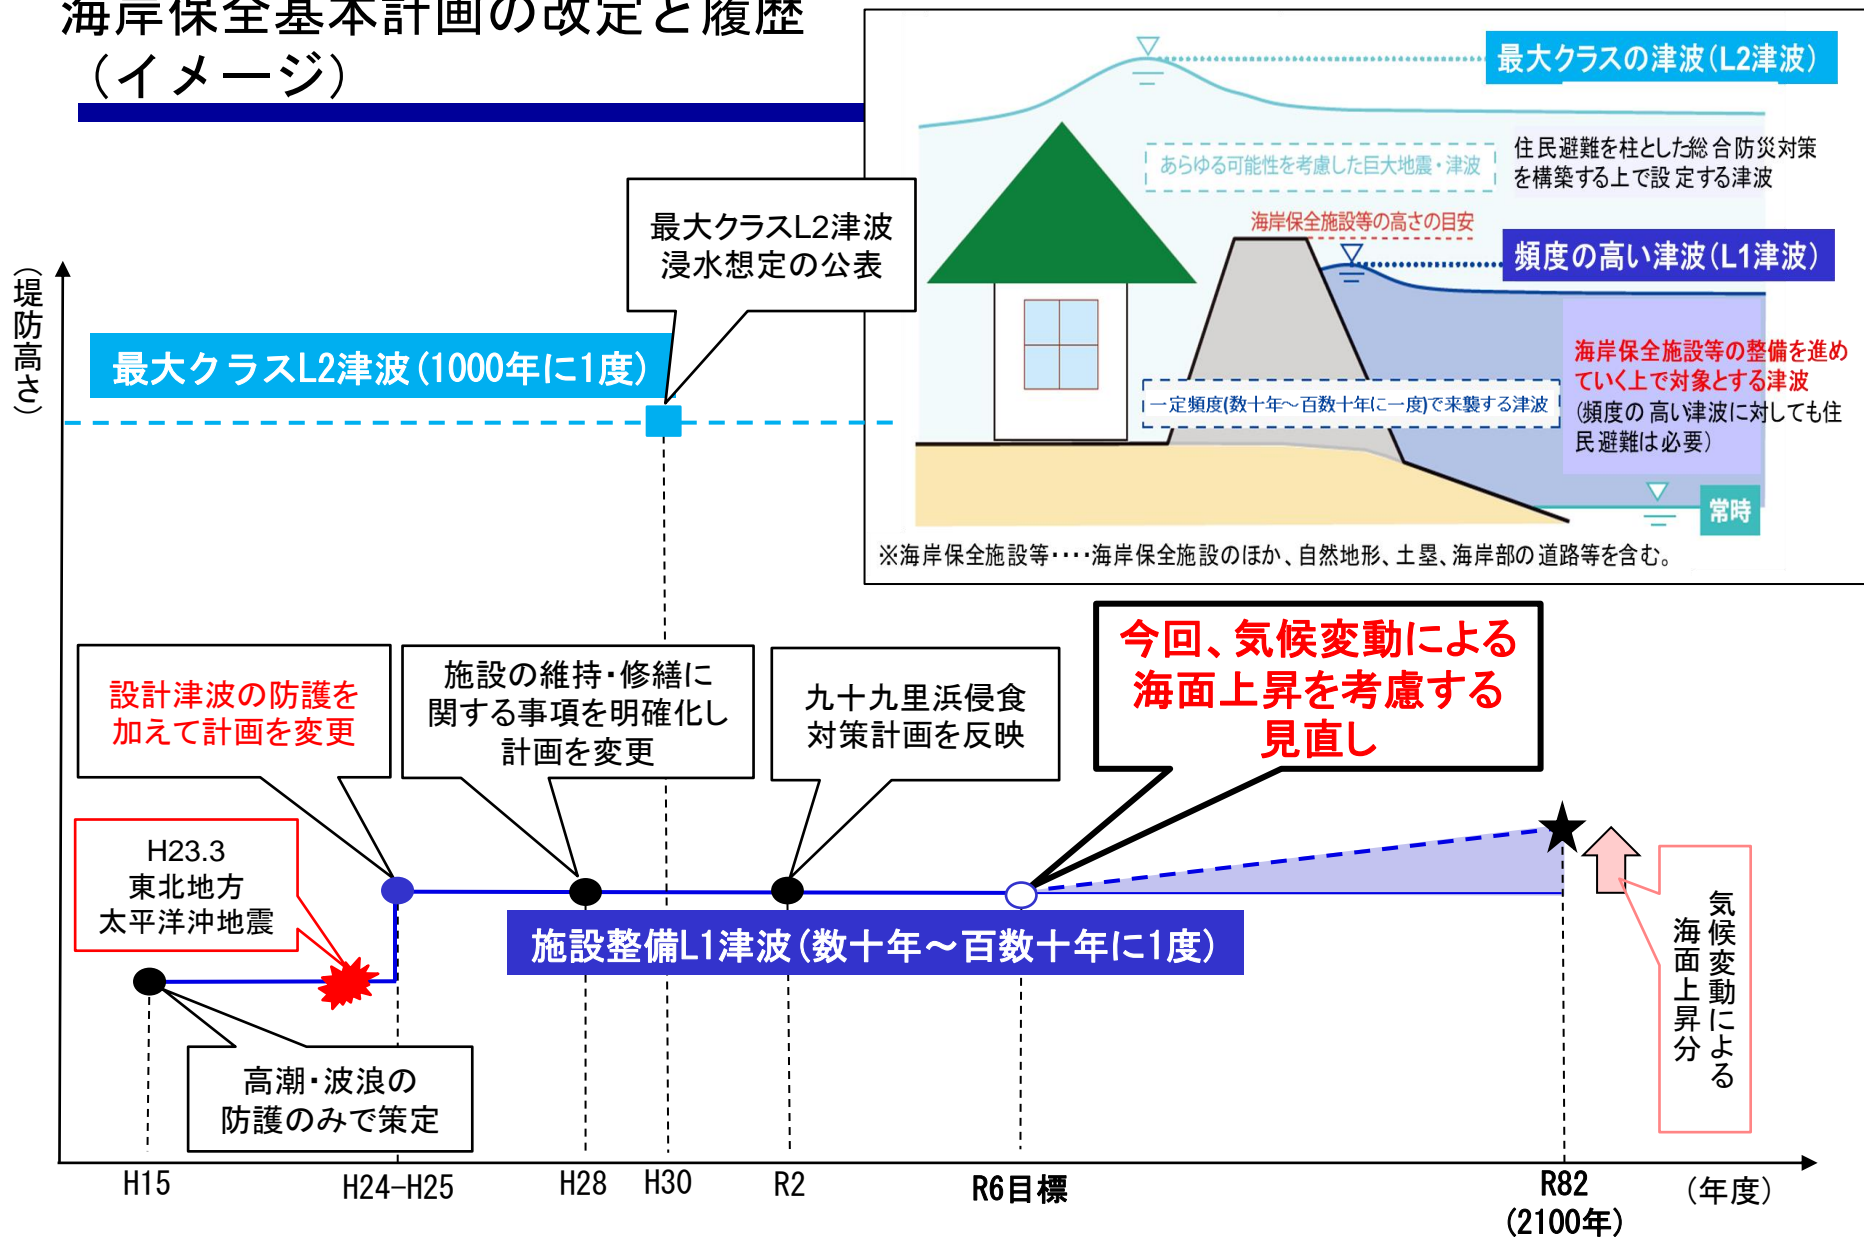 海岸保全基本計画の改定と履歴
（イメージ）
最大クラスの津波（L2津波）
あらゆる可能性を考慮した巨大地震・津波
住民避難を柱とした総合防災対策
を構築する上で設定する津波
海岸保全施設等の高さの目安
頻度の高い津波（L1津波）
海岸保全施設等の整備を進め
ていく上で対象とする津波
（頻度の高い津波に対しても住
民避難は必要）
一定頻度(数十年～百数十年に一度)で来襲する津波
常時
※海岸保全施設等････海岸保全施設のほか、自然地形、土塁、海岸部の道路等を含む。
（堤防高さ）
最大クラスL2津波
浸水想定の公表
最大クラスL2津波（1000年に1度）
設計津波の防護を
加えて計画を変更
施設の維持・修繕に
関する事項を明確化し
計画を変更
九十九里浜侵食
対策計画を反映
今回、気候変動による
海面上昇を考慮する
見直し
H23.3
東北地方
太平洋沖地震
施設整備L1津波（数十年～百数十年に1度）
気候変動による
海面上昇分
高潮・波浪の
防護のみで策定
H15
H24-H25
H28
H30
R2
R6目標
R82
（2100年）
（年度）